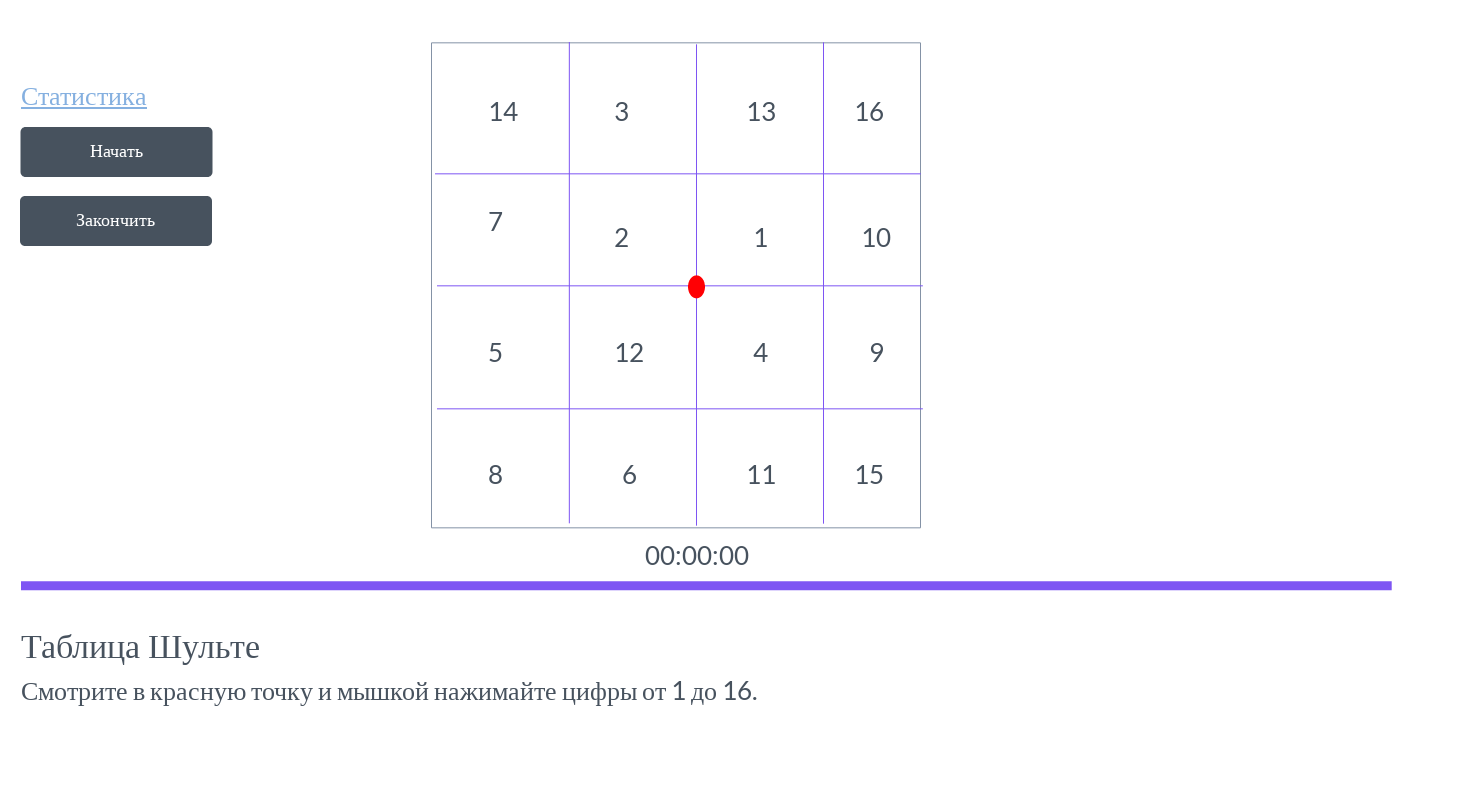 Статистика
Начать
Закончить
14 3 13 16
7 2 1 10
5 12 4 9
8 6 11 15
00:00:00
Таблица Шульте
Смотрите в красную точку и мышкой нажимайте цифры от 1 до 16.